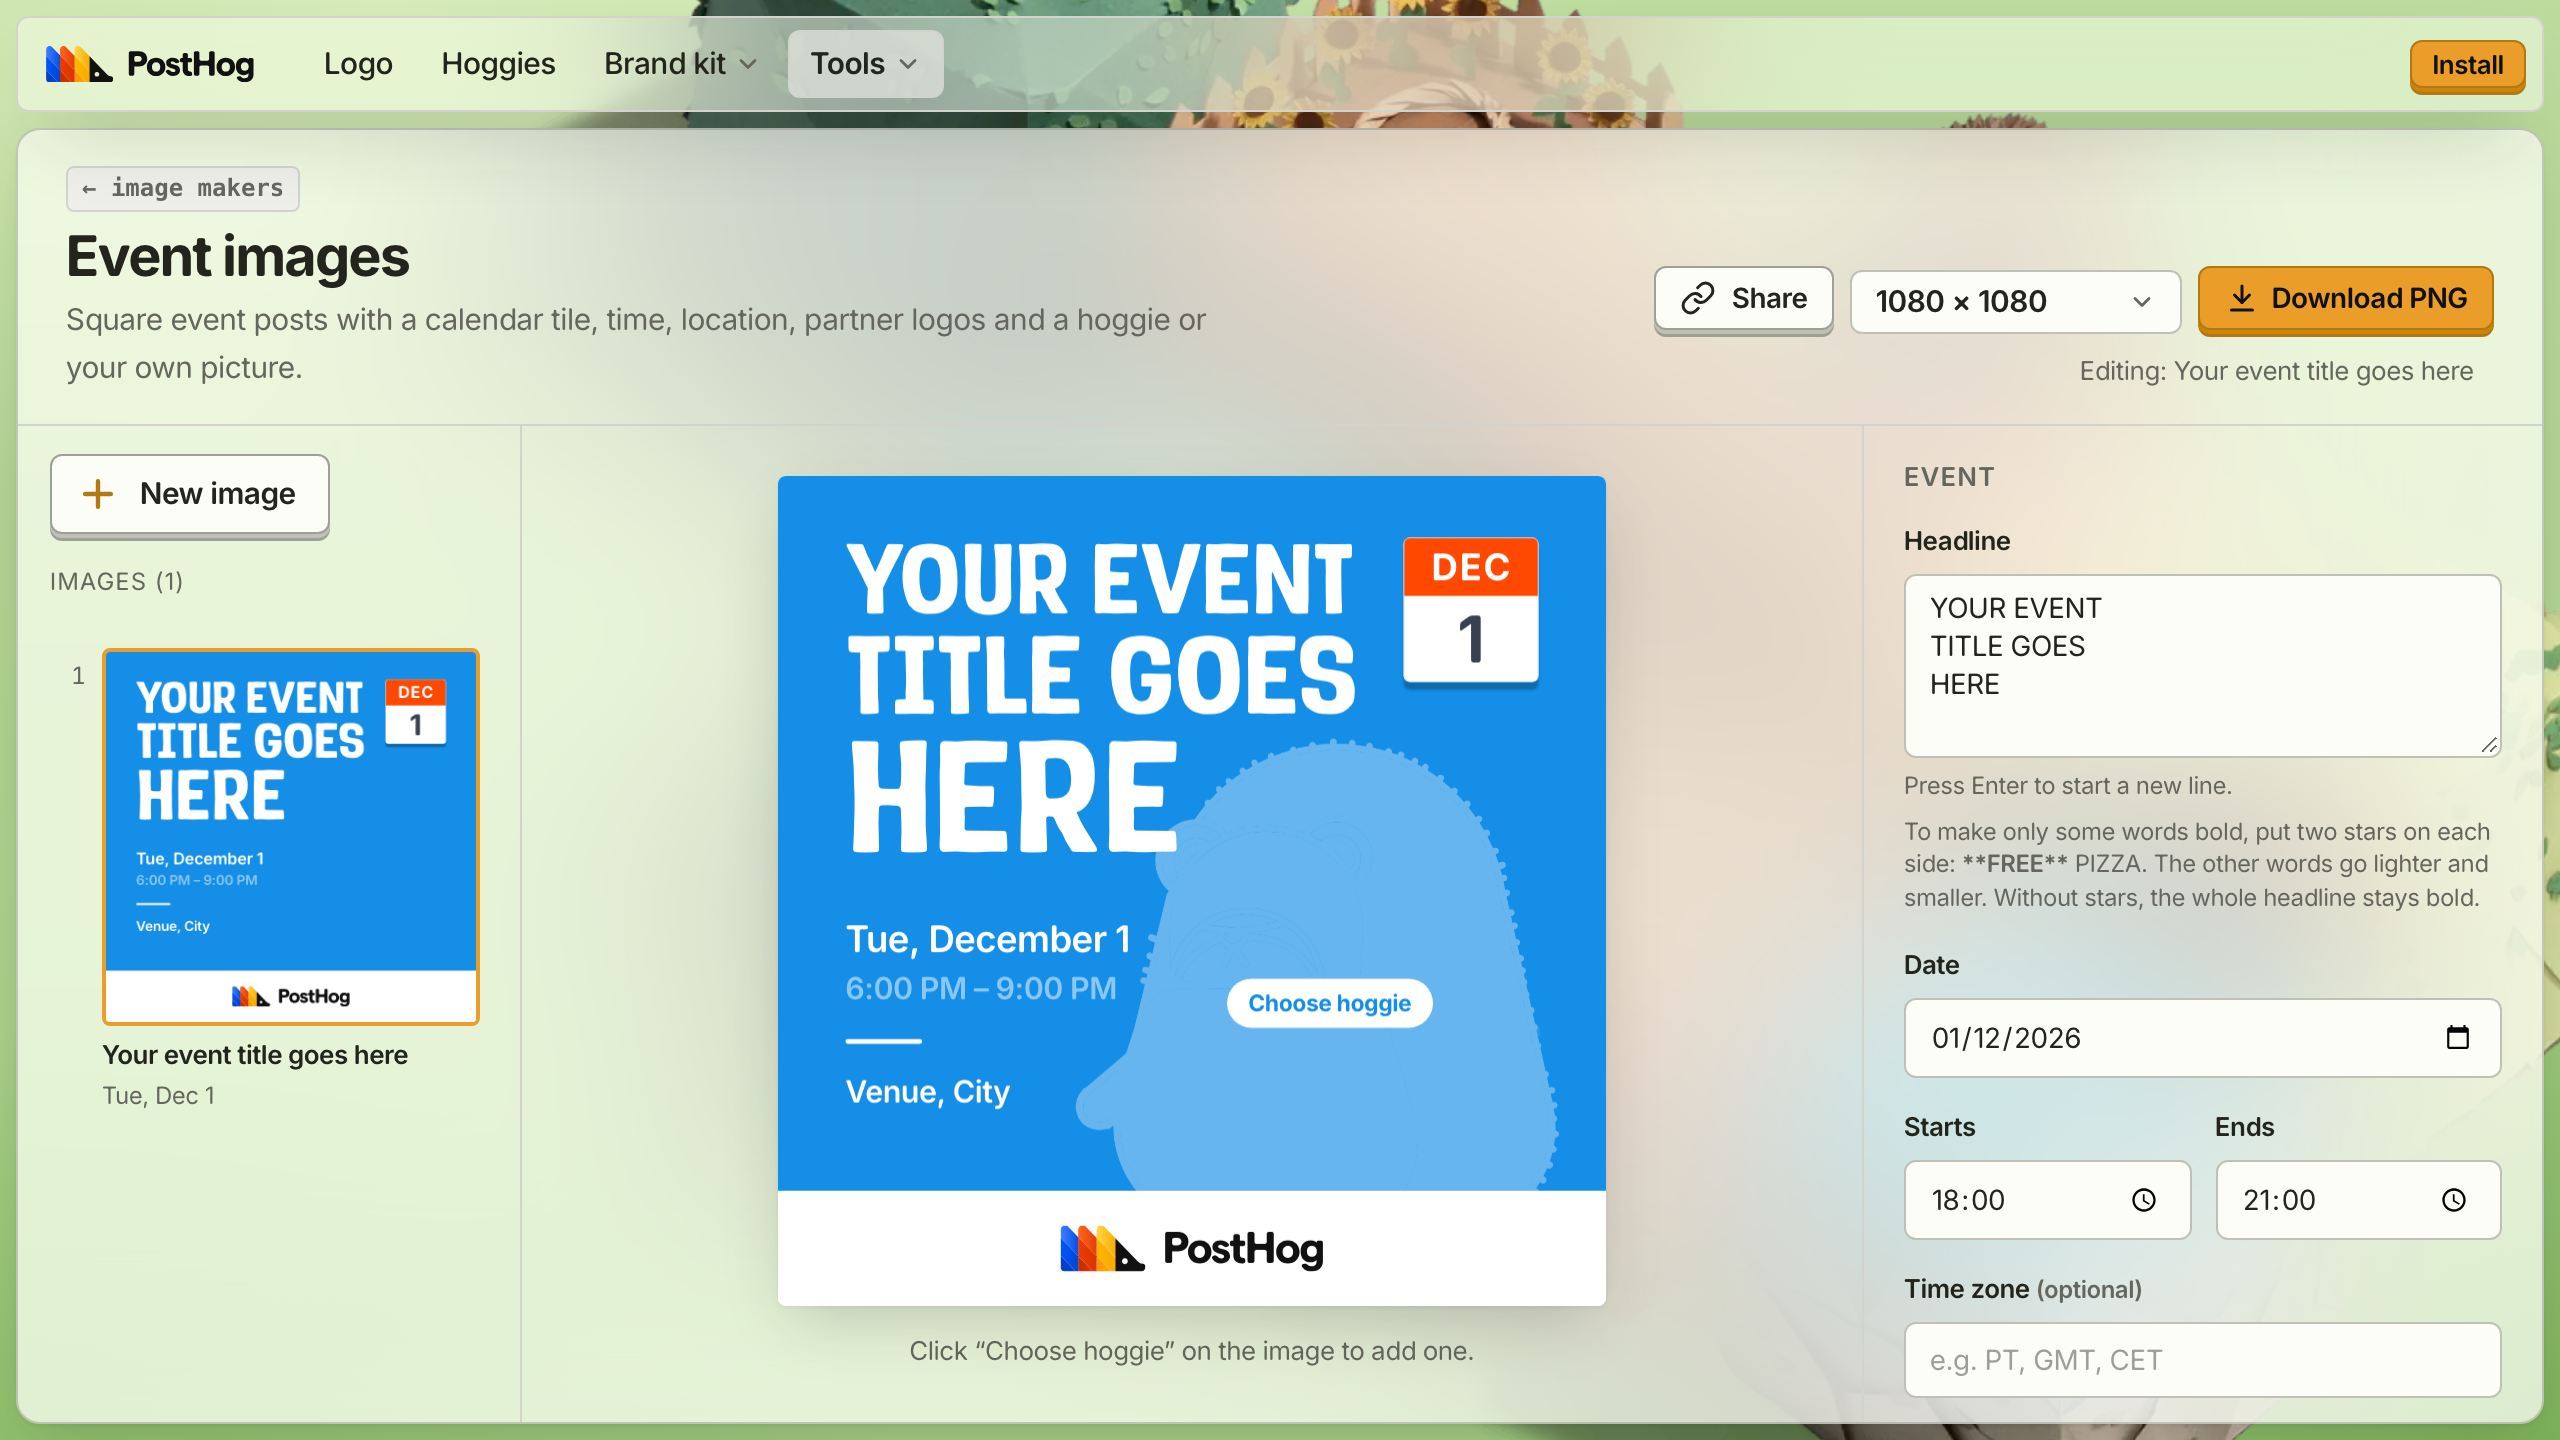 PostHog
Logo
Hoggies
Brand kit
Tools
Install
← image makers
Event images
Square event posts with a calendar tile, time, location, partner logos and a hoggie or
your own picture.
Share
1080 × 1080
Download PNG
Editing: Your event title goes here
New image
IMAGES (1)
1
YOUR EVENT
TITLE GOES
HERE
DEC
1
Tue, December 1
6:00 PM – 9:00 PM
Venue, City
PostHog
Your event title goes here
Tue, Dec 1
YOUR EVENT
TITLE GOES
HERE
DEC
1
Tue, December 1
6:00 PM – 9:00 PM
Venue, City
Choose hoggie
PostHog
Click “Choose hoggie” on the image to add one.
EVENT
Headline
YOUR EVENT
TITLE GOES
HERE
Press Enter to start a new line.
To make only some words bold, put two stars on each
side: **FREE** PIZZA. The other words go lighter and
smaller. Without stars, the whole headline stays bold.
Date
01/12/2026
Starts
Ends
18:00
21:00
Time zone (optional)
e.g. PT, GMT, CET